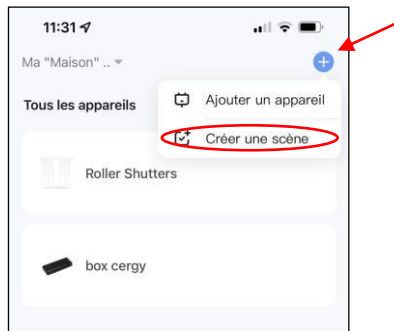 11:31
Ma "Maison" ..
Tous les appareils
Ajouter un appareil
Créer une scène
Roller Shutters
box cergy